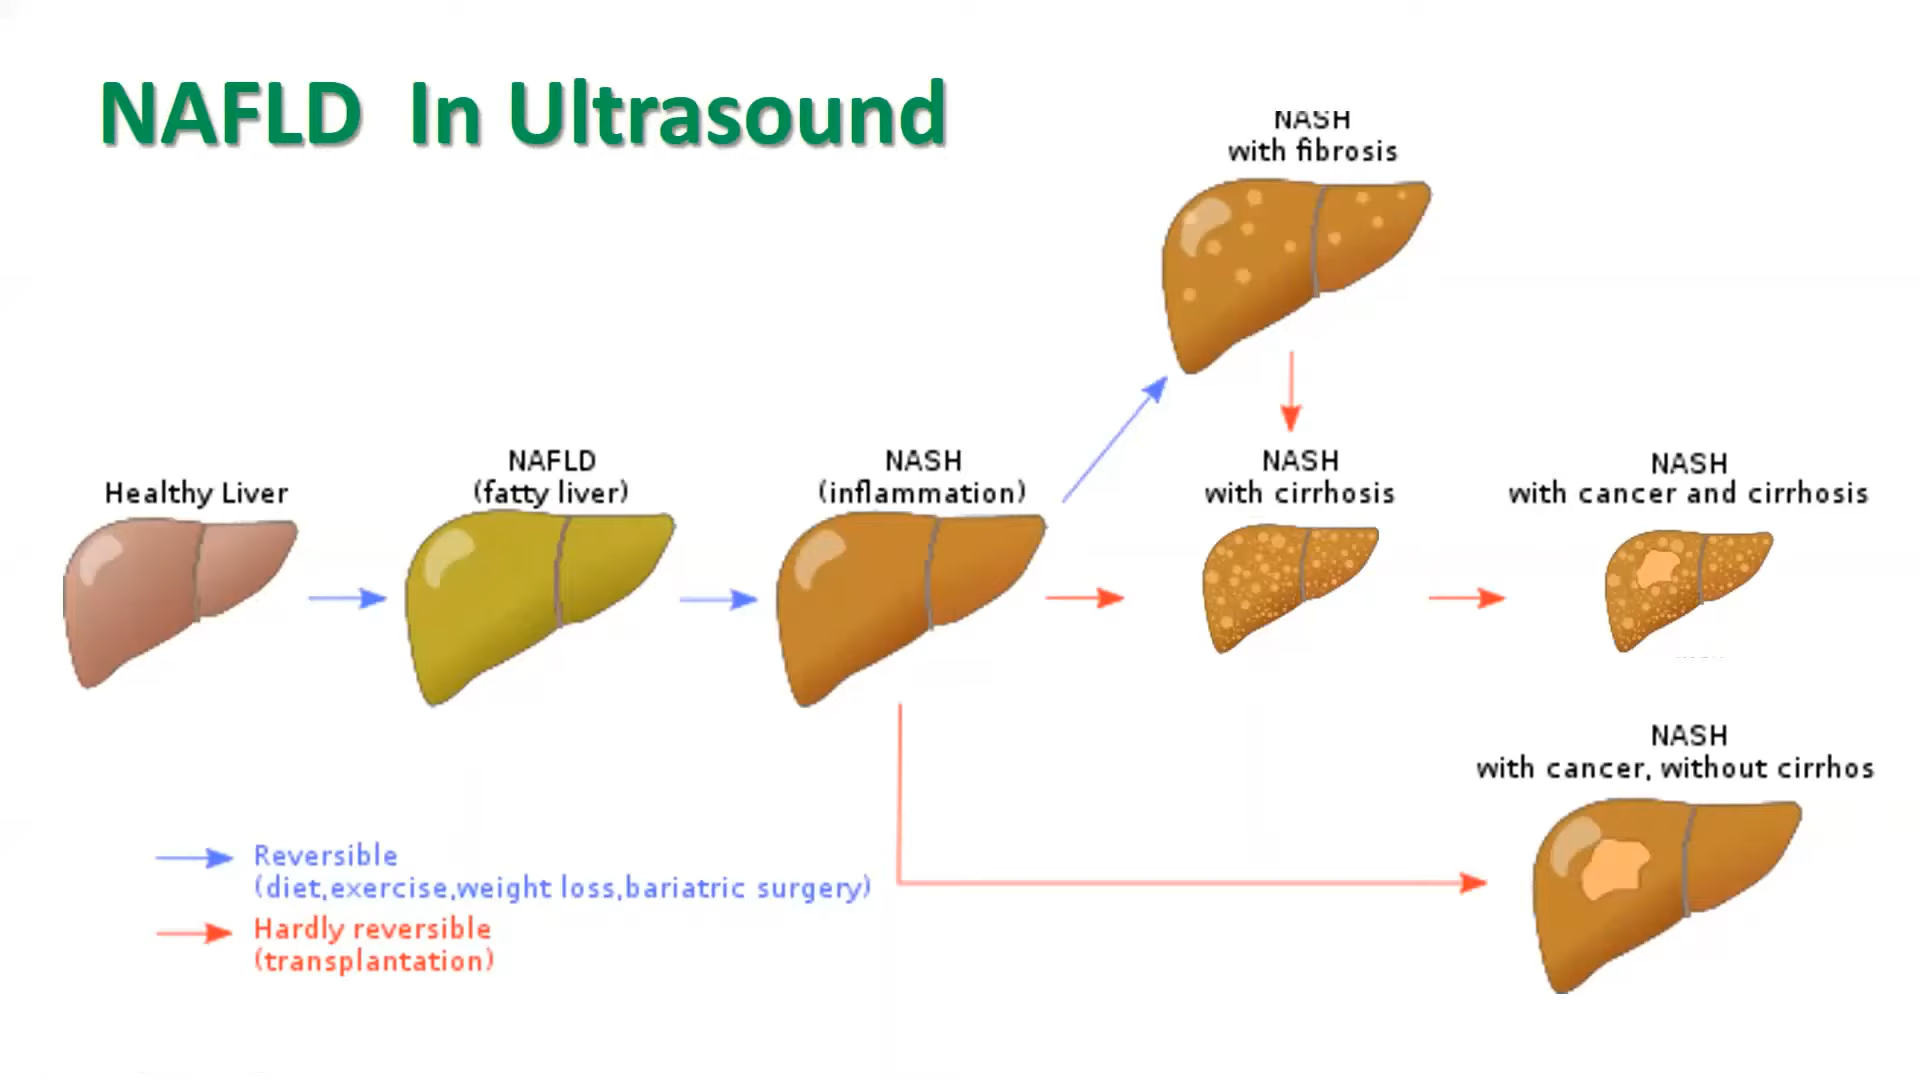 NAFLD In Ultrasound
NASH
with fibrosis
Healthy Liver
NAFLD
(fatty liver)
NASH
(inflammation)
NASH
with cirrhosis
NASH
with cancer and cirrhosis
NASH
with cancer, without cirrhos
Reversible
(diet,exercise,weight loss,bariatric surgery)
Hardly reversible
(transplantation)